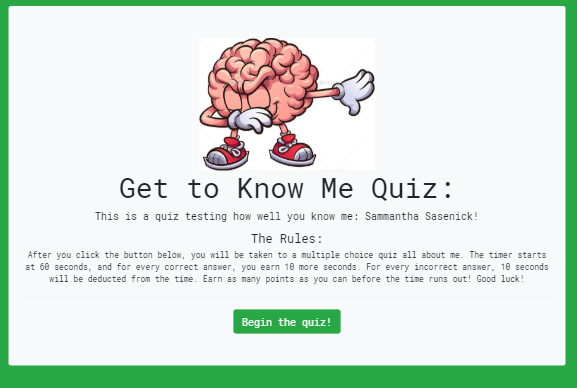 Get to Know Me Quiz:
This is a quiz testing how well you know me: Sammantha Sasenick!
The Rules:
After you click the button below, you will be taken to a multiple choice quiz all about me. The timer starts
at 60 seconds, and for every correct answer, you earn 10 more seconds. For every incorrect answer, 10 seconds
will be deducted from the time. Earn as many points as you can before the time runs out! Good luck!
Begin the quiz!